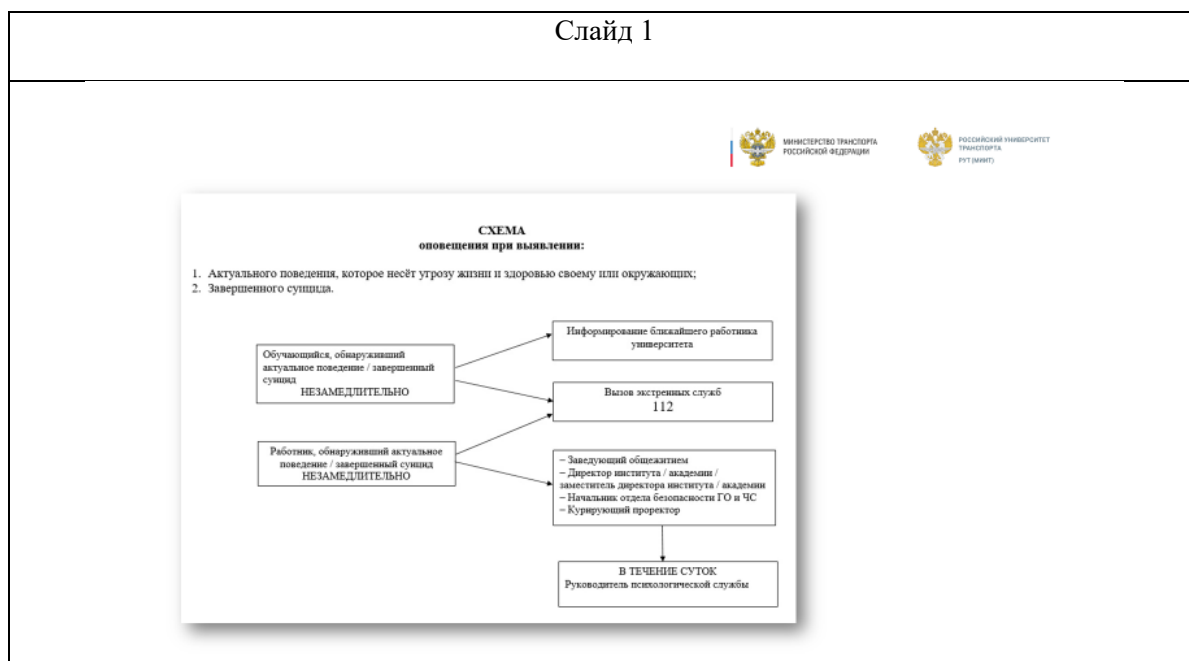 Слайд 1
МИНИСТЕРСТВО ТРАНСПОРТА
РОССИЙСКОЙ ФЕДЕРАЦИИ
РОССИЙСКИЙ УНИВЕРСИТЕТ
ТРАНСПОРТА
РУТ (МИИТ)
СХЕМА
оповещения при выявлении:
1. Актуального поведения, которое несёт угрозу жизни и здоровью своему или окружающих;
2. Завершенного суицида.
Обучающийся, обнаруживший
актуальное поведение / завершенный
суицид
НЕЗАМЕДЛИТЕЛЬНО
Информирование ближайшего работника
университета
Вызов экстренных служб
112
Работник, обнаруживший актуальное
поведение / завершенный суицид
НЕЗАМЕДЛИТЕЛЬНО
– Заведующий общежитием
– Директор института / академии /
заместитель директора института / академии
– Начальник отдела безопасности ГО и ЧС
– Курирующий проректор
В ТЕЧЕНИЕ СУТОК
Руководитель психологической службы